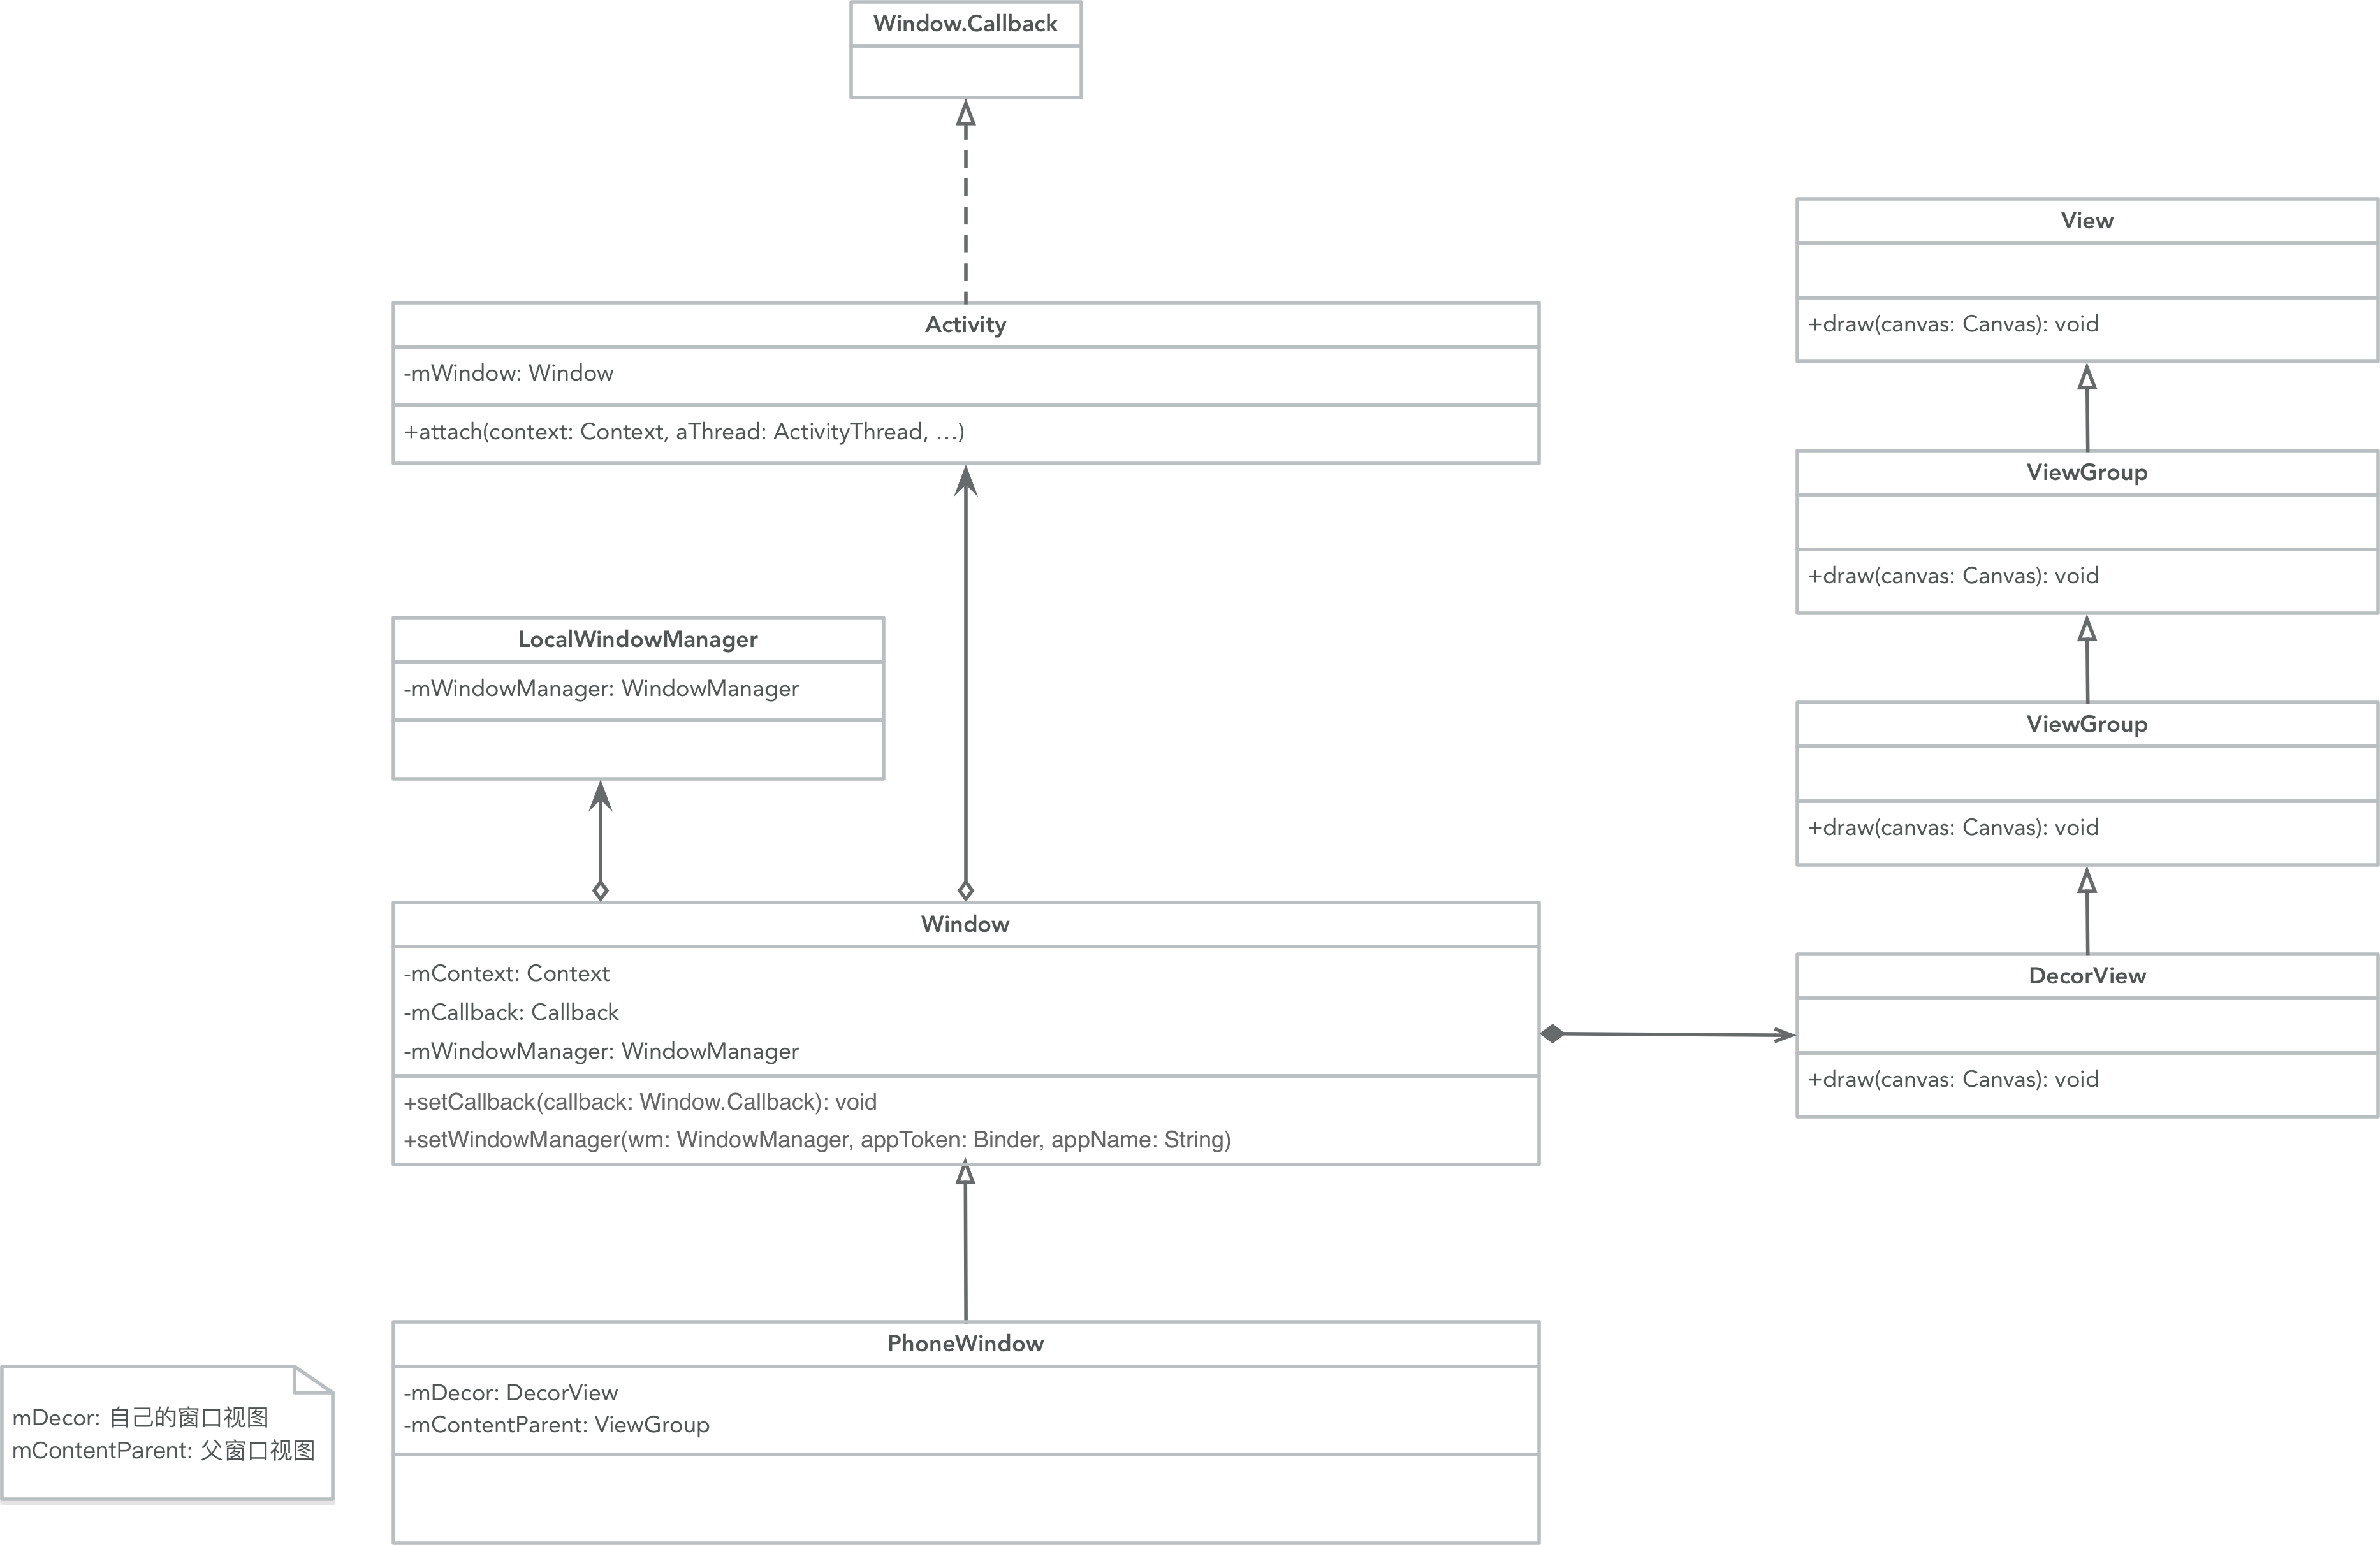 Window.Callback
Activity
-mWindow: Window
+attach(context: Context, aThread: ActivityThread, …)
LocalWindowManager
-mWindowManager: WindowManager
Window
-mContext: Context
-mCallback: Callback
-mWindowManager: WindowManager
+setCallback(callback: Window.Callback): void
+setWindowManager(wm: WindowManager, appToken: Binder, appName: String)
PhoneWindow
-mDecor: DecorView
-mContentParent: ViewGroup
mDecor: 自己的窗口视图
mContentParent: 父窗口视图
View
+draw(canvas: Canvas): void
ViewGroup
+draw(canvas: Canvas): void
ViewGroup
+draw(canvas: Canvas): void
DecorView
+draw(canvas: Canvas): void